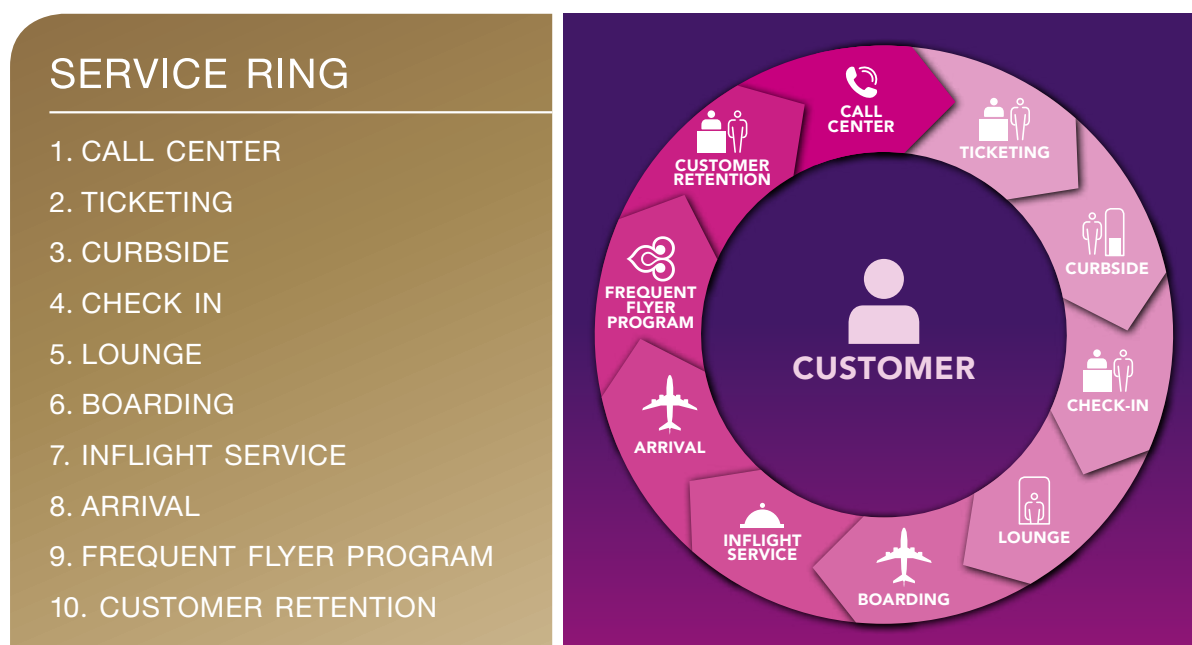 SERVICE RING
1. CALL CENTER
2. TICKETING
3. CURBSIDE
4. CHECK IN
5. LOUNGE
6. BOARDING
7. INFLIGHT SERVICE
8. ARRIVAL
9. FREQUENT FLYER PROGRAM
10. CUSTOMER RETENTION
CALL
CENTER
TICKETING
CURBSIDE
CHECK-IN
LOUNGE
BOARDING
INFLIGHT
SERVICE
ARRIVAL
FREQUENT
FLYER
PROGRAM
CUSTOMER
RETENTION
CUSTOMER